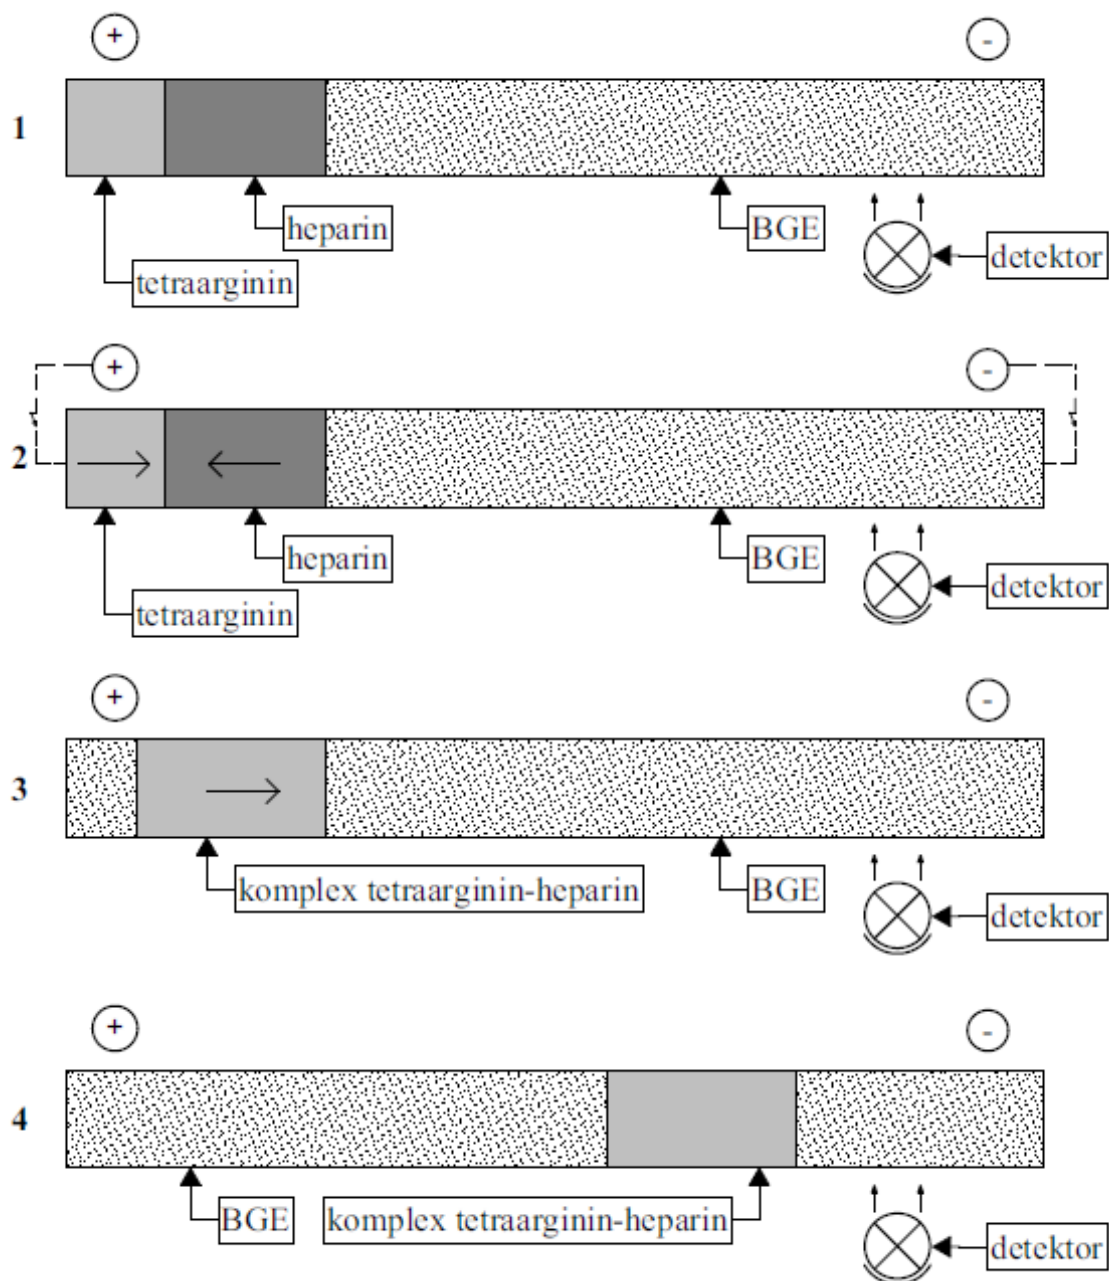 + -
1
heparin
BGE
detektor
tetraarginin
+ -
2
heparin
BGE
detektor
tetraarginin
+ -
3
komplex tetraarginin-heparin
BGE
detektor
+ -
4
BGE
komplex tetraarginin-heparin
detektor